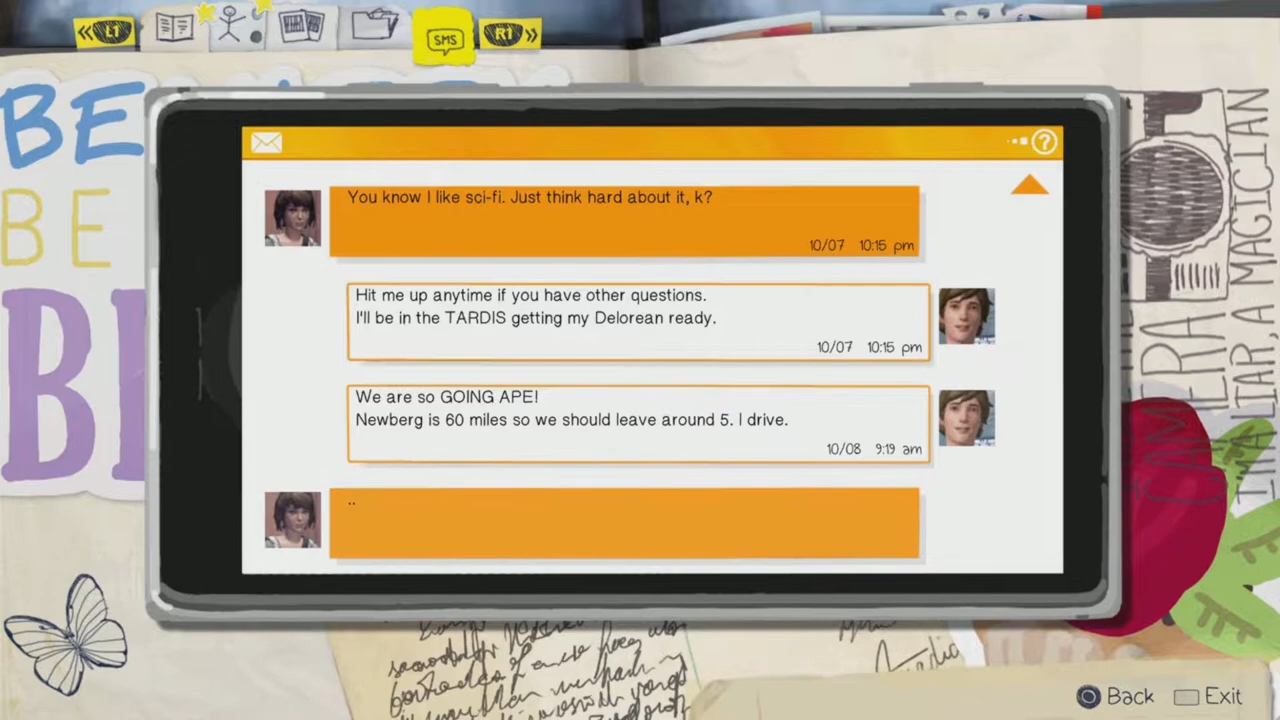 L1
SMS
R1
BE
BE
You know I like sci-fi. Just think hard about it, k?
10/07 10:15 pm
Hit me up anytime if you have other questions.
I'll be in the TARDIS getting my Delorean ready.
10/07 10:15 pm
We are so GOING APE!
Newberg is 60 miles so we should leave around 5. I drive.
10/08 9:19 am
..
CAMERA
LIAR, A MAGICIAN
Back
Exit